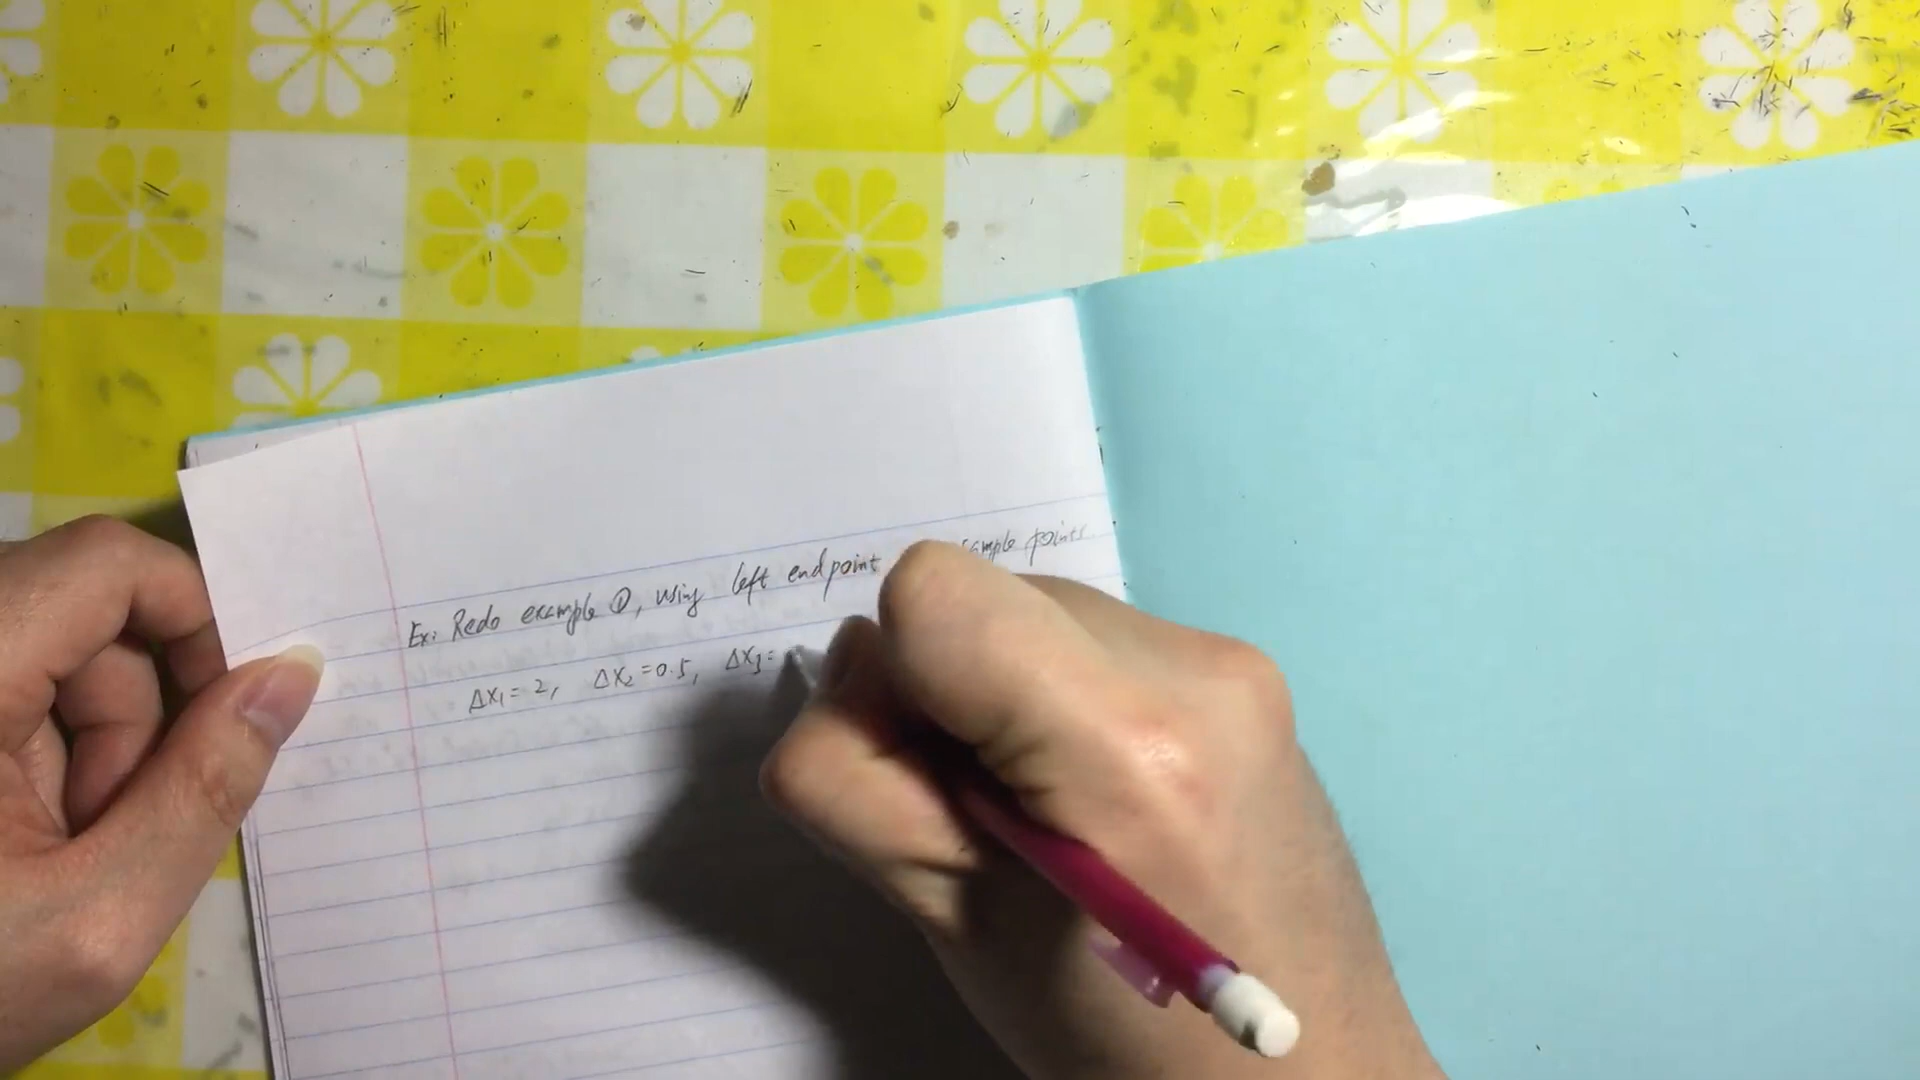 Ex: Redo example ①, using left endpoint sample points.
Δx₁ = 2, Δx₂ = 0.5, Δx₃ =